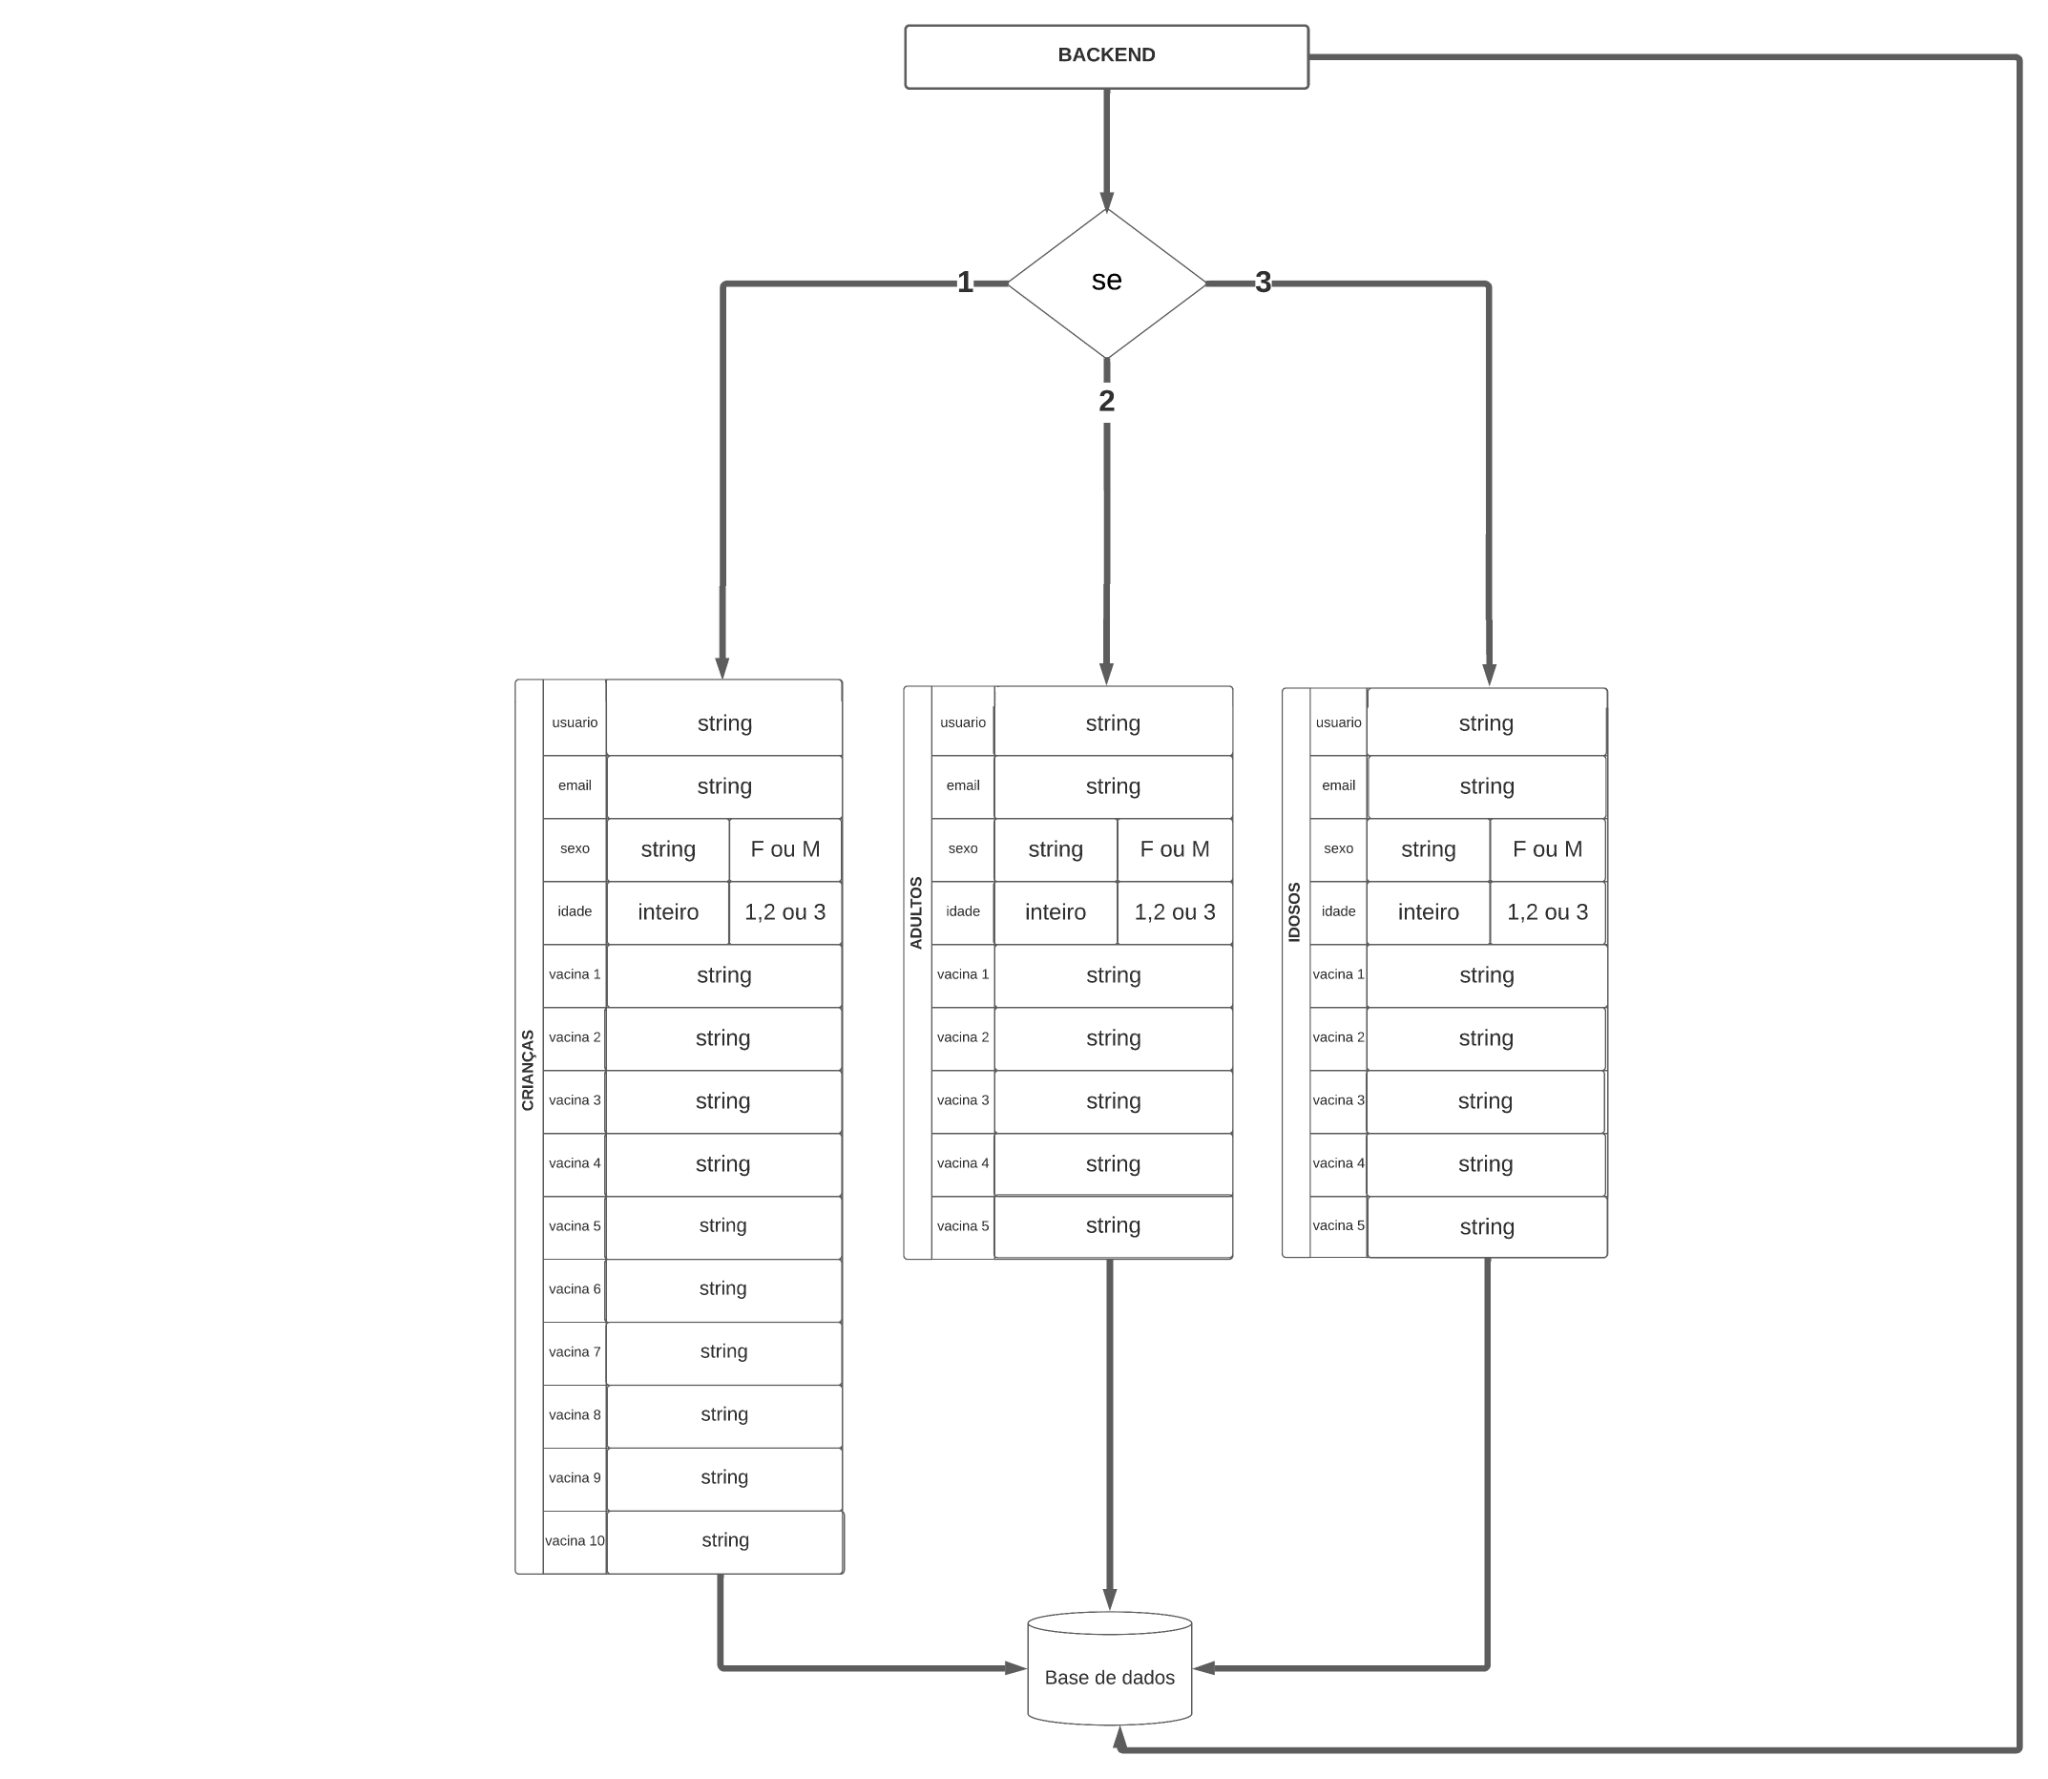 BACKEND
se
1
3
2
CRIANÇAS
usuario string
email string
sexo string F ou M
idade inteiro 1,2 ou 3
vacina 1 string
vacina 2 string
vacina 3 string
vacina 4 string
vacina 5 string
vacina 6 string
vacina 7 string
vacina 8 string
vacina 9 string
vacina 10 string
ADULTOS
usuario string
email string
sexo string F ou M
idade inteiro 1,2 ou 3
vacina 1 string
vacina 2 string
vacina 3 string
vacina 4 string
vacina 5 string
IDOSOS
usuario string
email string
sexo string F ou M
idade inteiro 1,2 ou 3
vacina 1 string
vacina 2 string
vacina 3 string
vacina 4 string
vacina 5 string
Base de dados